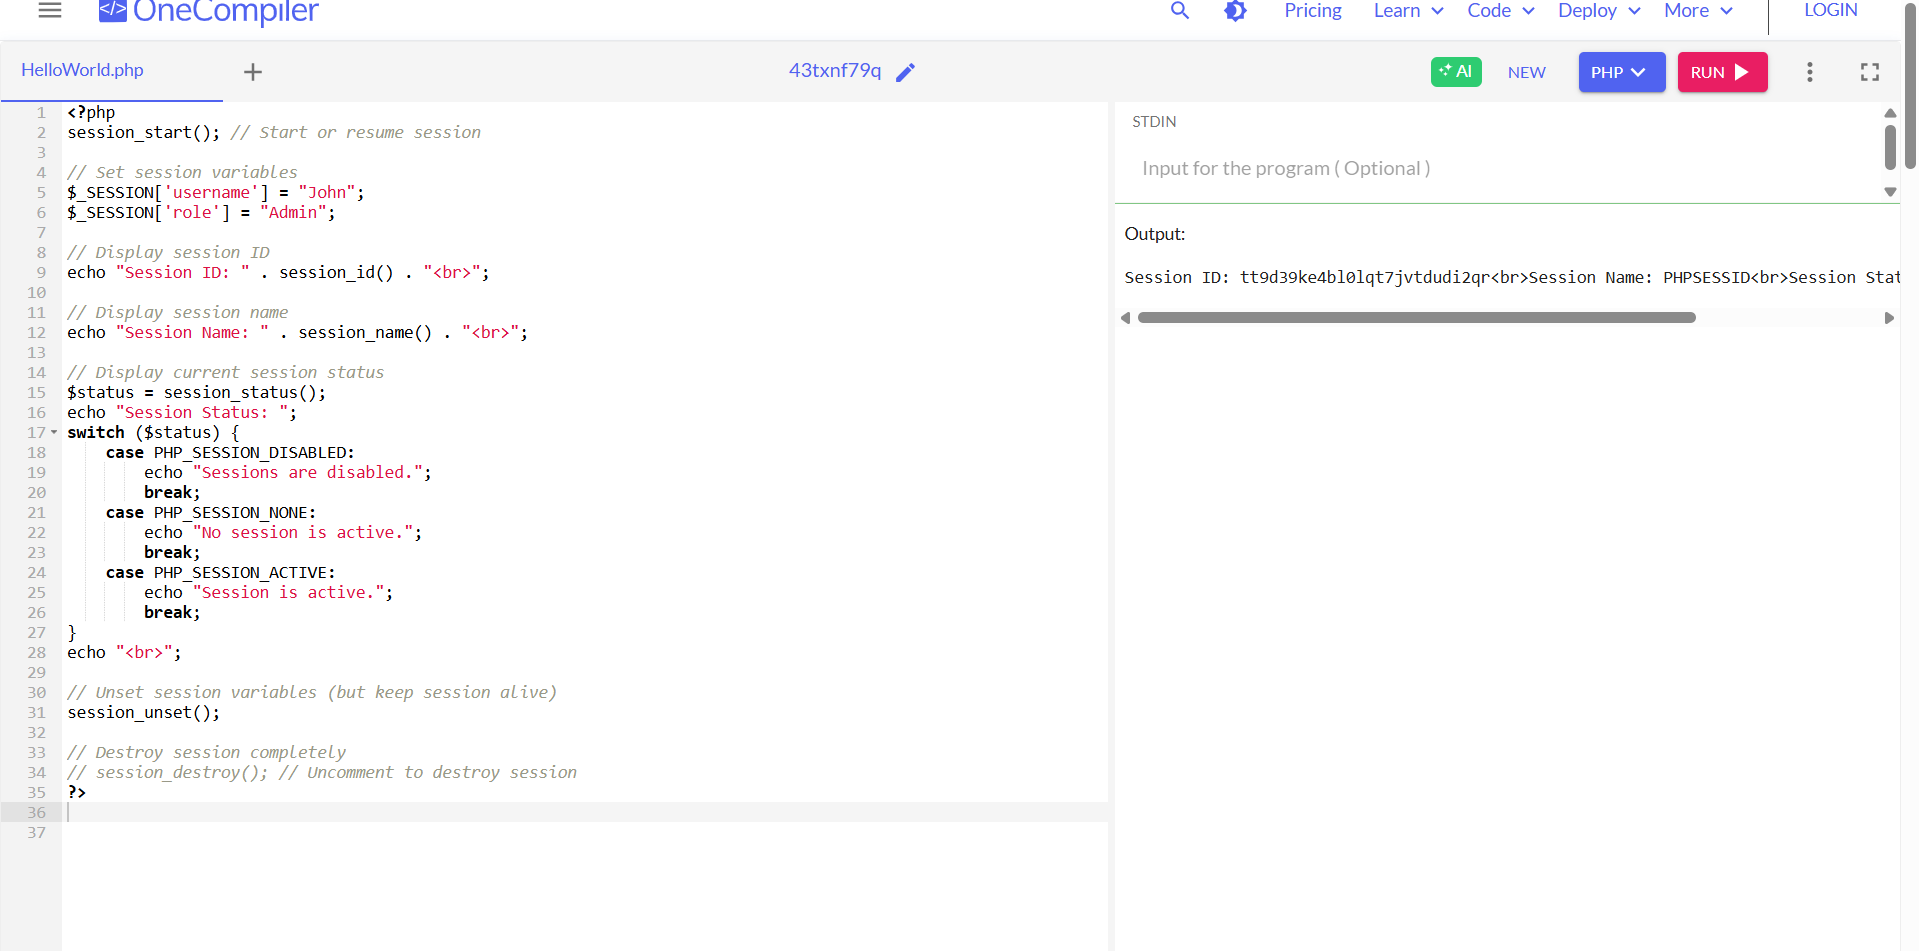 OneCompiler
Pricing Learn Code Deploy More LOGIN
HelloWorld.php
43txnf79q
AI NEW PHP RUN
1 <?php
2 session_start(); // Start or resume session
3
4 // Set session variables
5 $_SESSION['username'] = "John";
6 $_SESSION['role'] = "Admin";
7
8 // Display session ID
9 echo "Session ID: " . session_id() . "<br>";
10
11 // Display session name
12 echo "Session Name: " . session_name() . "<br>";
13
14 // Display current session status
15 $status = session_status();
16 echo "Session Status: ";
17 switch ($status) {
18 case PHP_SESSION_DISABLED:
19 echo "Sessions are disabled.";
20 break;
21 case PHP_SESSION_NONE:
22 echo "No session is active.";
23 break;
24 case PHP_SESSION_ACTIVE:
25 echo "Session is active.";
26 break;
27 }
28 echo "<br>";
29
30 // Unset session variables (but keep session alive)
31 session_unset();
32
33 // Destroy session completely
34 // session_destroy(); // Uncomment to destroy session
35 ?>
36
37
STDIN
Input for the program ( Optional )
Output:
Session ID: tt9d39ke4bl0lqt7jvtdudi2qr<br>Session Name: PHPSESSID<br>Session Stat